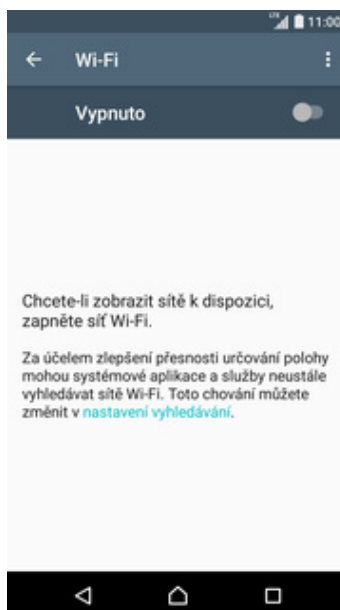 LTE 11:00
Wi-Fi
Vypnuto
Chcete-li zobrazit sítě k dispozici,
zapněte síť Wi-Fi.
Za účelem zlepšení přesnosti určování polohy
mohou systémové aplikace a služby neustále
vyhledávat sítě Wi-Fi. Toto chování můžete
změnit v nastavení vyhledávání.